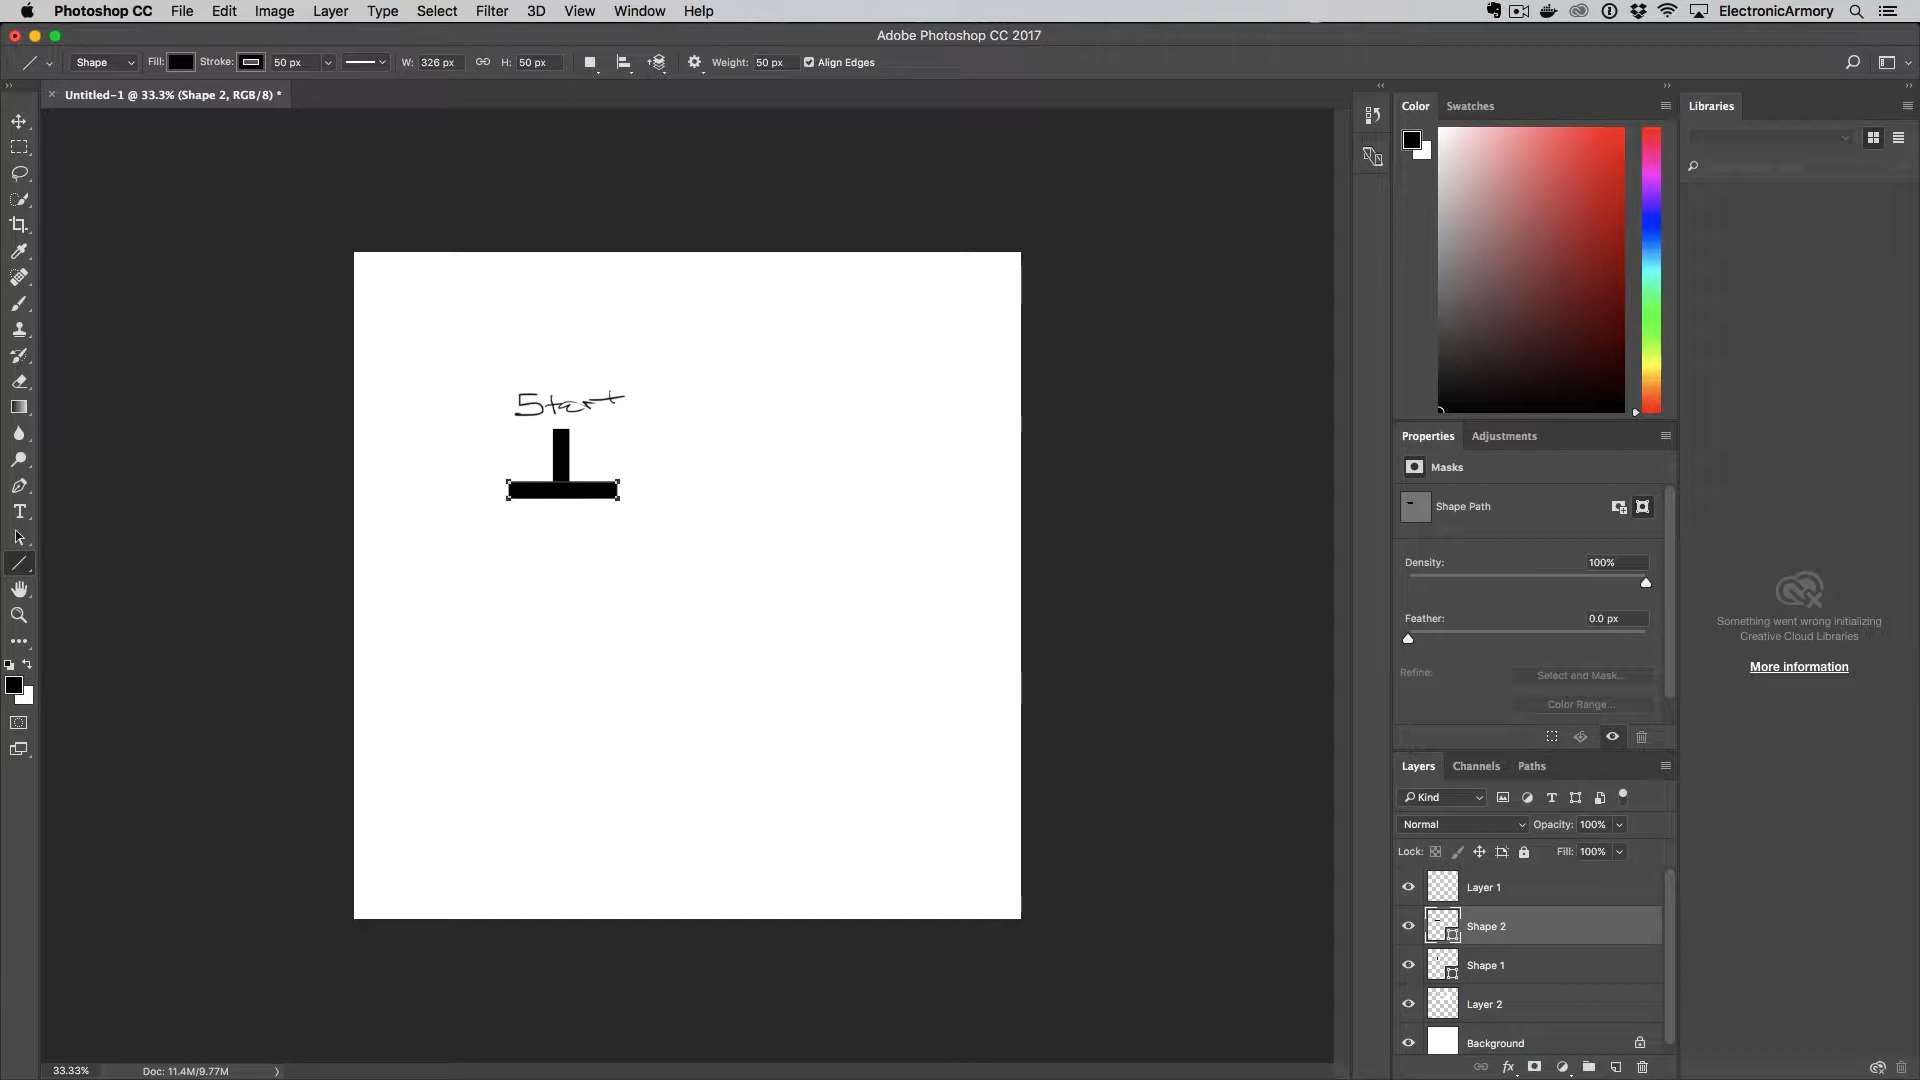 Photoshop CC File Edit Image Layer Type Select Filter 3D View Window Help ElectronicArmory
Adobe Photoshop CC 2017
Shape Fill: Stroke: 50 px W: 326 px H: 50 px Weight: 50 px Align Edges
Untitled-1 @ 33.3% (Shape 2, RGB/8) *
Color Swatches
Libraries
Start
Properties Adjustments
Masks
Shape Path
Density: 100%
Feather: 0.0 px
Something went wrong initializing
Creative Cloud Libraries
More information
Refine: Select and Mask...
Color Range...
Layers Channels Paths
Kind
Normal Opacity: 100%
Lock: Fill: 100%
Layer 1
Shape 2
Shape 1
Layer 2
Background
33.33% Doc: 11.4M/9.77M